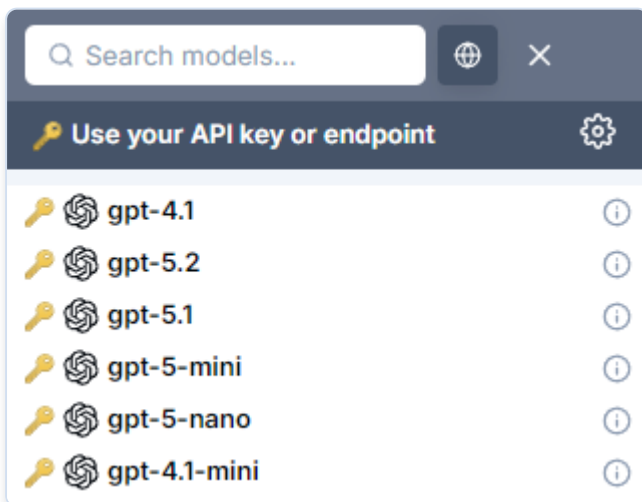 Search models...
Use your API key or endpoint
gpt-4.1
gpt-5.2
gpt-5.1
gpt-5-mini
gpt-5-nano
gpt-4.1-mini